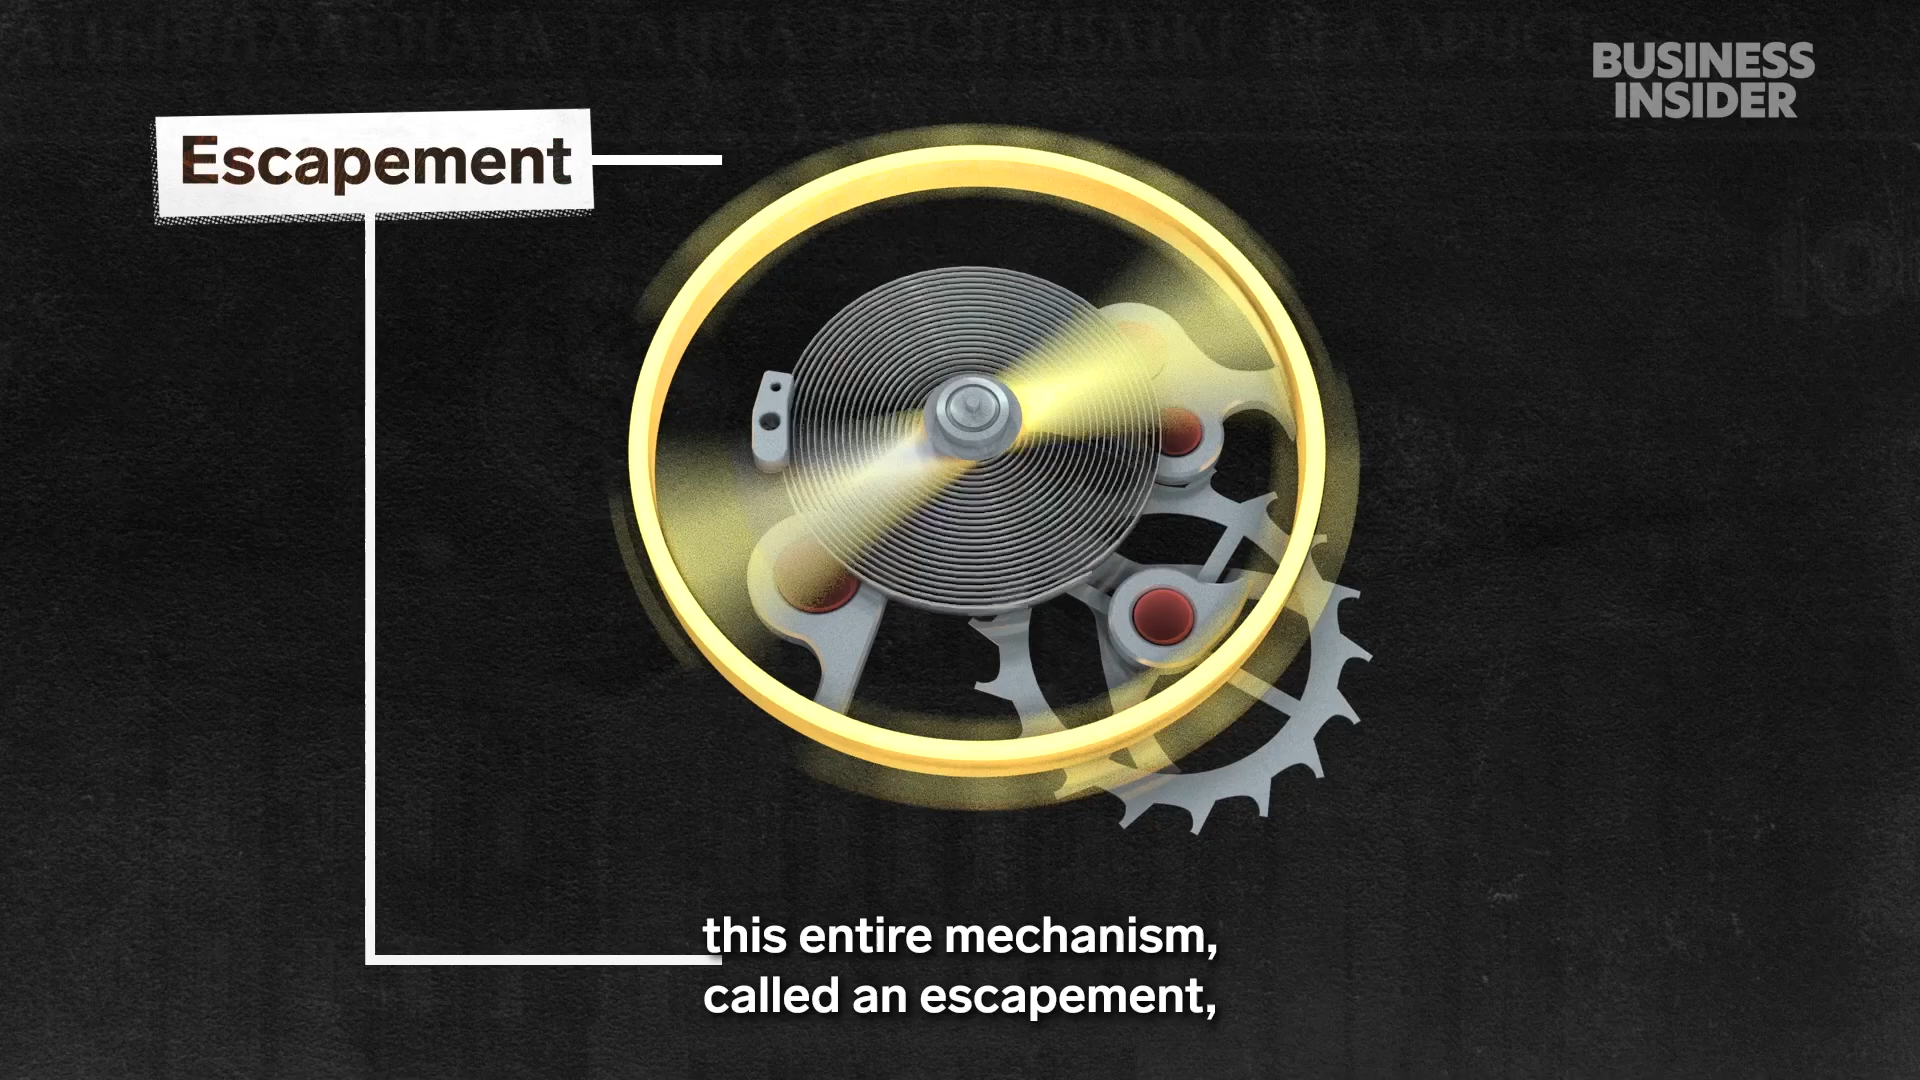 BUSINESS
INSIDER
Escapement
this entire mechanism,
called an escapement,